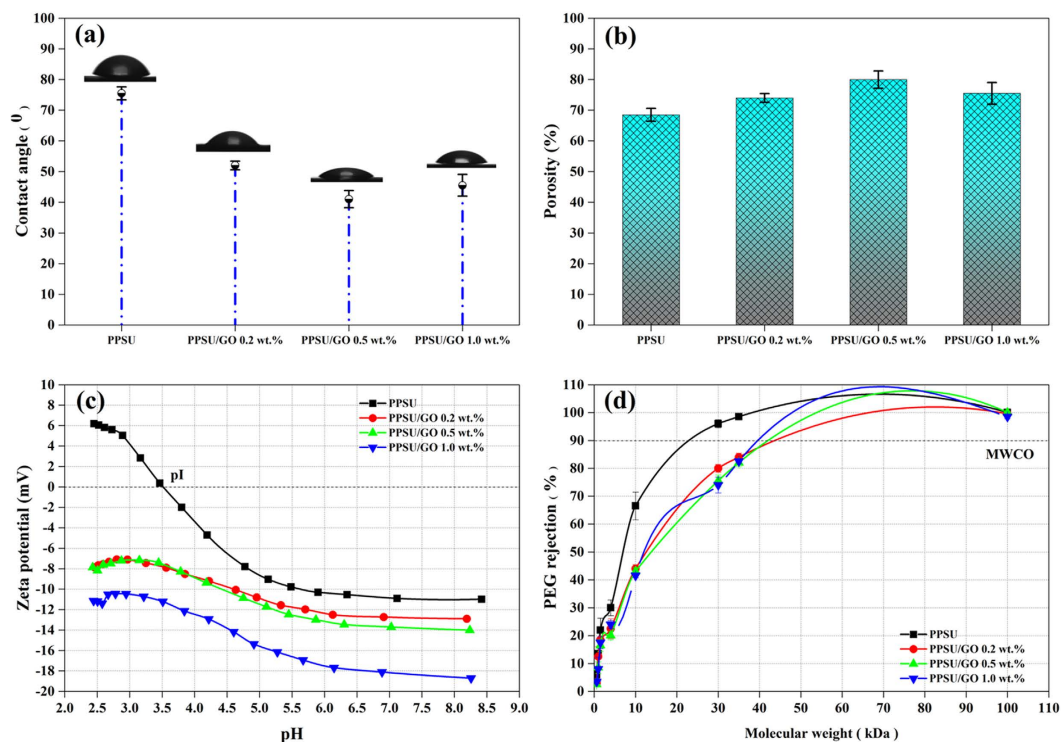 (a)
Contact angle ( 0 )
100
90
80
70
60
50
40
30
20
10
0
PPSU
PPSU/GO 0.2 wt.%
PPSU/GO 0.5 wt.%
PPSU/GO 1.0 wt.%
(b)
Porosity (%)
100
90
80
70
60
50
40
30
20
10
0
PPSU
PPSU/GO 0.2 wt.%
PPSU/GO 0.5 wt.%
PPSU/GO 1.0 wt.%
(c)
Zeta potential (mV)
10
8
6
4
2
0
-2
-4
-6
-8
-10
-12
-14
-16
-18
-20
PPSU
PPSU/GO 0.2 wt.%
PPSU/GO 0.5 wt.%
PPSU/GO 1.0 wt.%
pI
2.0 2.5 3.0 3.5 4.0 4.5 5.0 5.5 6.0 6.5 7.0 7.5 8.0 8.5 9.0
pH
(d)
PEG rejection ( % )
110
100
90
80
70
60
50
40
30
20
10
0
MWCO
PPSU
PPSU/GO 0.2 wt.%
PPSU/GO 0.5 wt.%
PPSU/GO 1.0 wt.%
0 10 20 30 40 50 60 70 80 90 100 110
Molecular weight ( kDa)